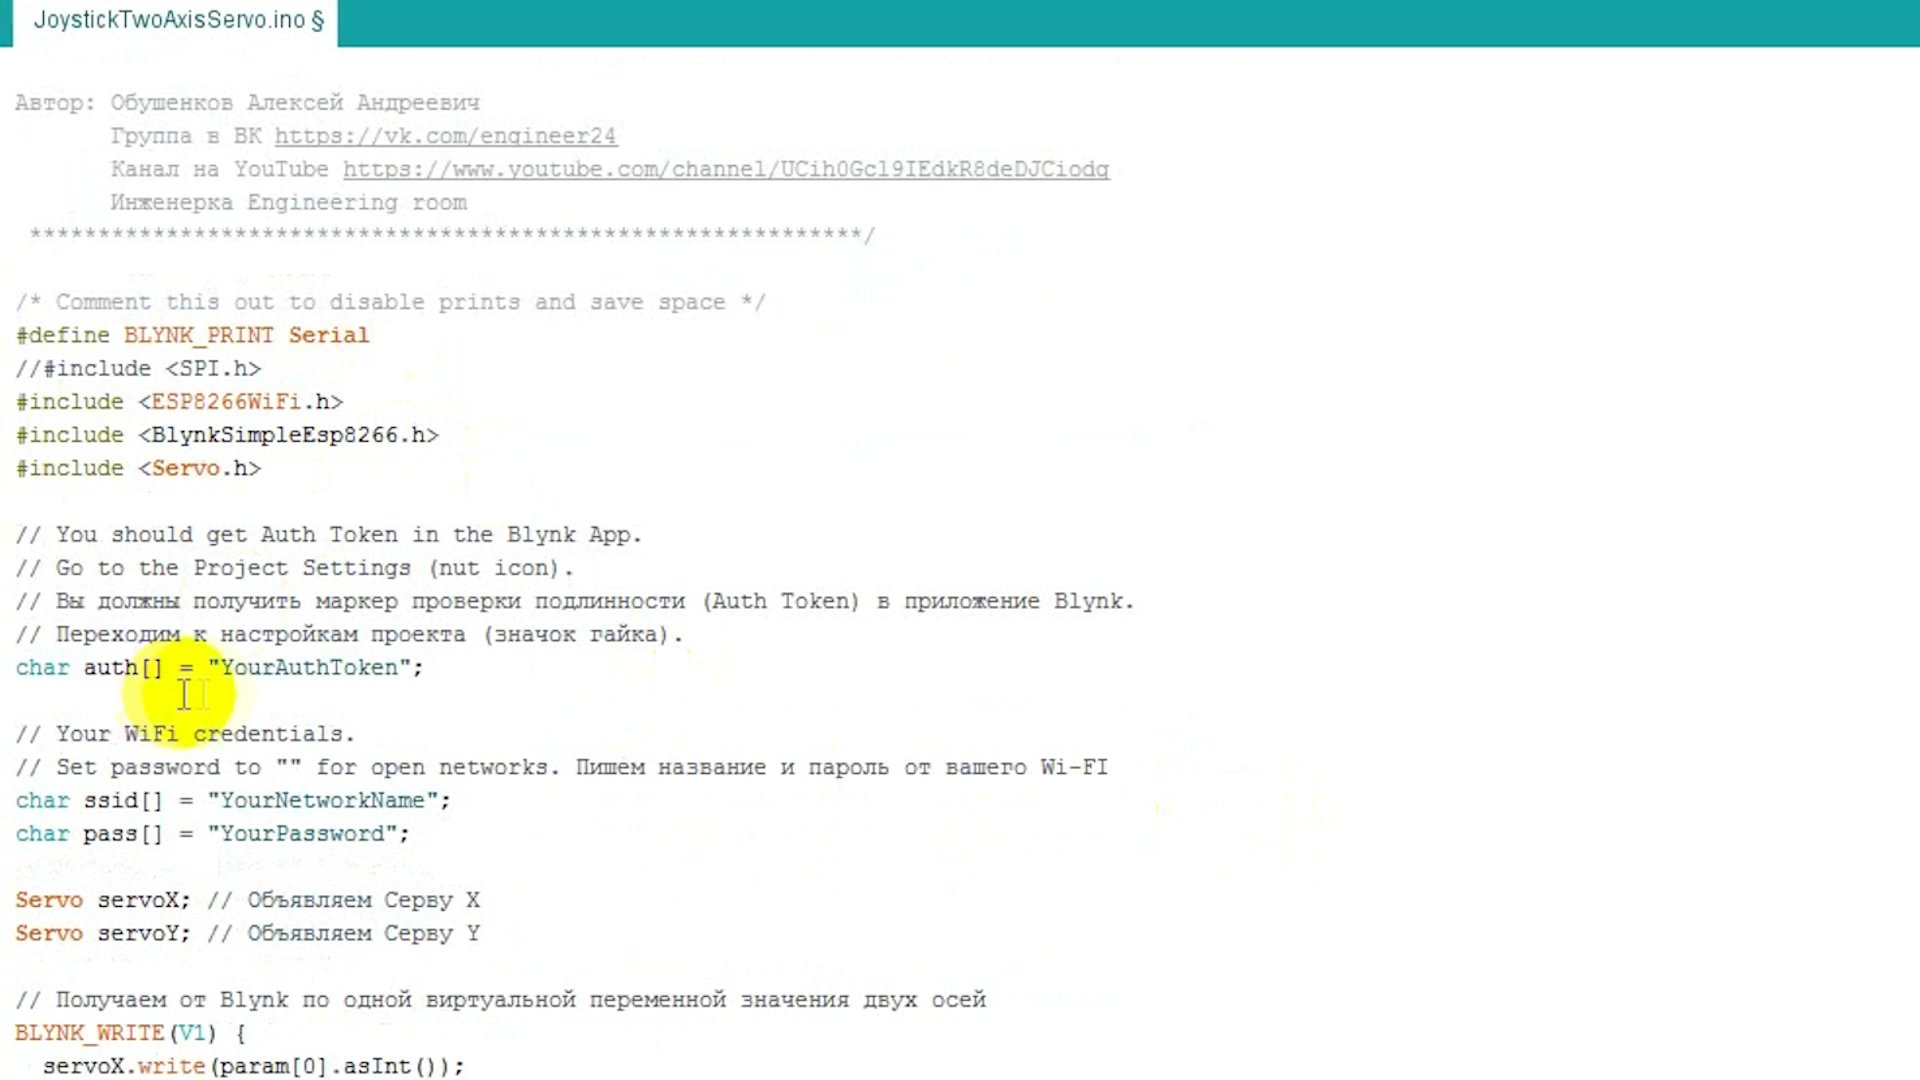 JoystickTwoAxisServo.ino §
Автор: Обушенков Алексей Андреевич
Группа в ВК https://vk.com/engineer24
Канал на YouTube https://www.youtube.com/channel/UCih0Gcl9IEdkR8deDJCiodq
Инженерка Engineering room
*************************************************************/
/* Comment this out to disable prints and save space */
#define BLYNK_PRINT Serial
//#include <SPI.h>
#include <ESP8266WiFi.h>
#include <BlynkSimpleEsp8266.h>
#include <Servo.h>
// You should get Auth Token in the Blynk App.
// Go to the Project Settings (nut icon).
// Вы должны получить маркер проверки подлинности (Auth Token) в приложение Blynk.
// Переходим к настройкам проекта (значок гайка).
char auth[] = "YourAuthToken";
// Your WiFi credentials.
// Set password to "" for open networks. Пишем название и пароль от вашего Wi-FI
char ssid[] = "YourNetworkName";
char pass[] = "YourPassword";
Servo servoX; // Объявляем Серву X
Servo servoY; // Объявляем Серву Y
// Получаем от Blynk по одной виртуальной переменной значения двух осей
BLYNK_WRITE(V1) {
servoX.write(param[0].asInt());